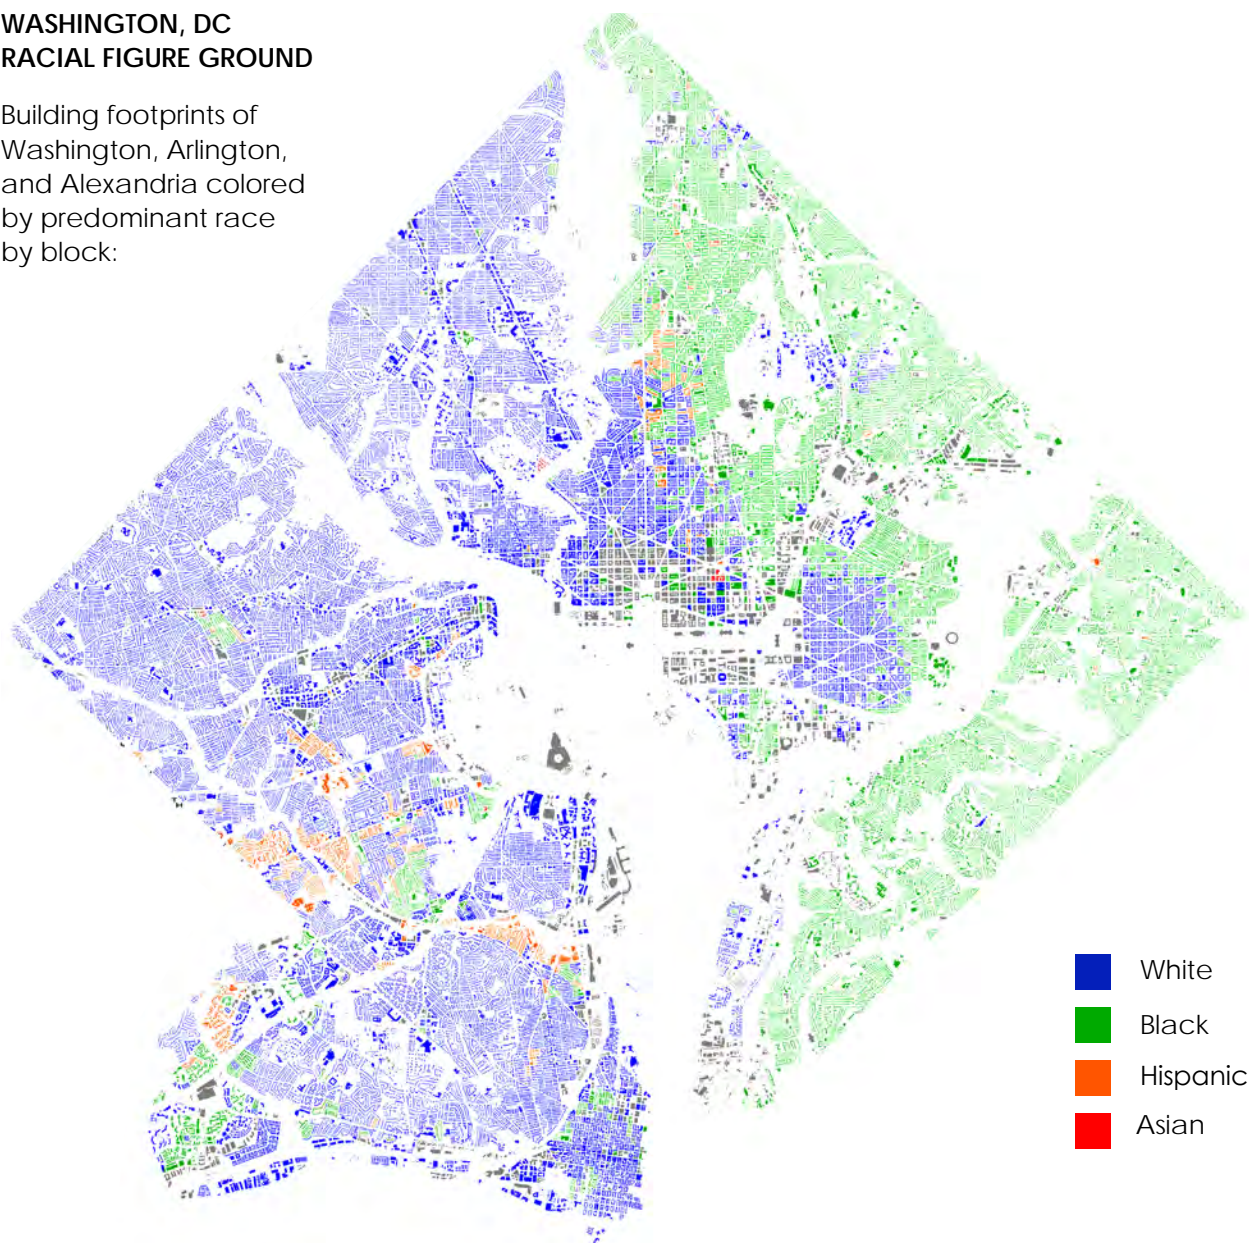 WASHINGTON, DC
RACIAL FIGURE GROUND
Building footprints of
Washington, Arlington,
and Alexandria colored
by predominant race
by block:
White
Black
Hispanic
Asian